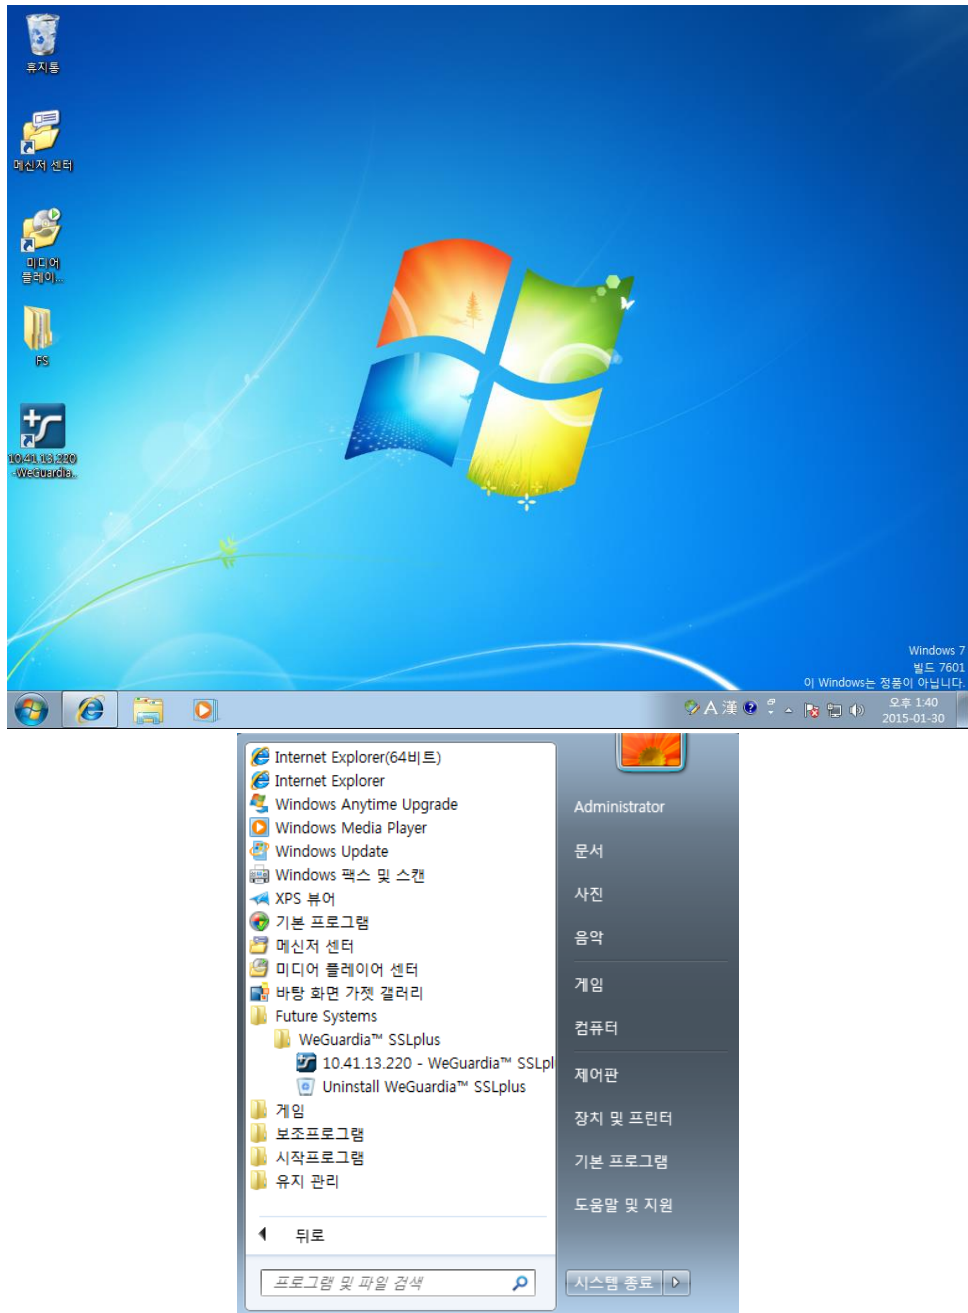 휴지통
메신저 센터
미디어
플레이...
FS
10.41.13.220
-WeGuardia...
Windows 7
빌드 7601
이 Windows는 정품이 아닙니다.
A 漢
오후 1:40
2015-01-30
Internet Explorer(64비트)
Internet Explorer
Windows Anytime Upgrade
Windows Media Player
Windows Update
Windows 팩스 및 스캔
XPS 뷰어
기본 프로그램
메신저 센터
미디어 플레이어 센터
바탕 화면 가젯 갤러리
Future Systems
WeGuardia™ SSLplus
10.41.13.220 - WeGuardia™ SSLpl
Uninstall WeGuardia™ SSLplus
게임
보조프로그램
시작프로그램
유지 관리
뒤로
프로그램 및 파일 검색
Administrator
문서
사진
음악
게임
컴퓨터
제어판
장치 및 프린터
기본 프로그램
도움말 및 지원
시스템 종료